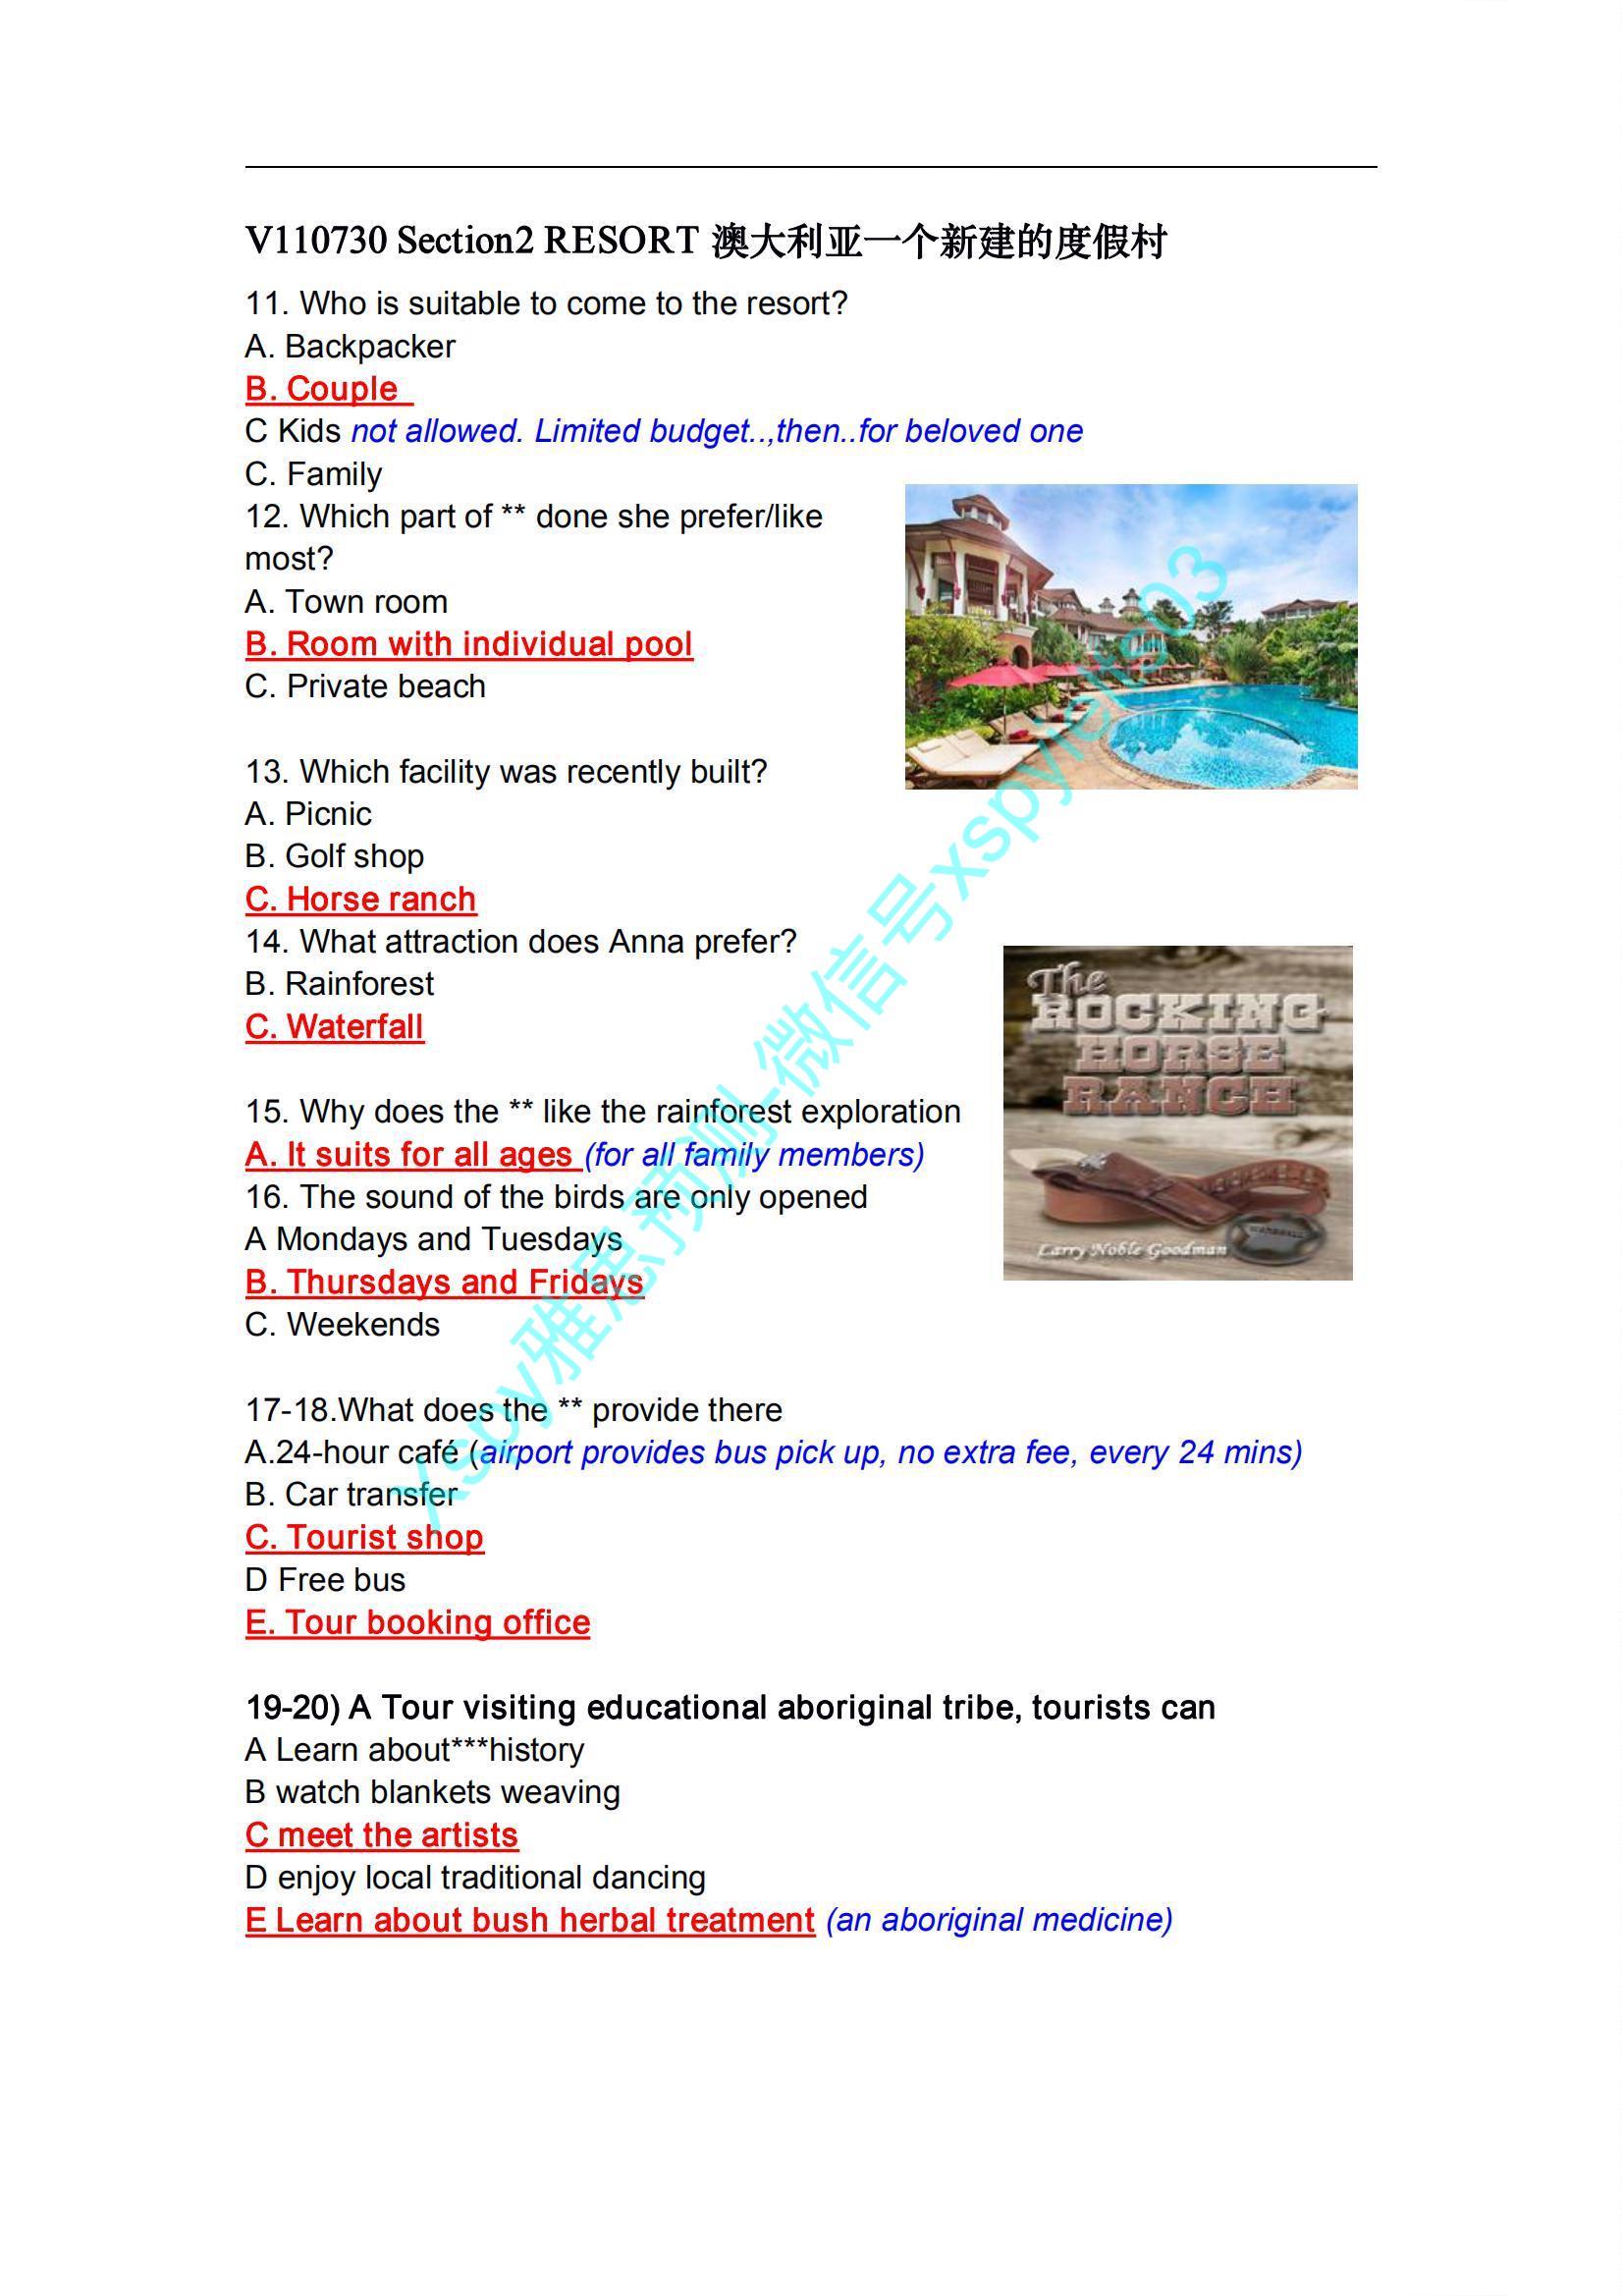 V110730 Section2 RESORT 澳大利亚一个新建的度假村
11. Who is suitable to come to the resort?
A. Backpacker
B. Couple
C Kids not allowed. Limited budget..,then..for beloved one
C. Family
12. Which part of ** done she prefer/like
most?
A. Town room
B. Room with individual pool
C. Private beach
13. Which facility was recently built?
A. Picnic
B. Golf shop
C. Horse ranch
14. What attraction does Anna prefer?
B. Rainforest
C. Waterfall
The
ROCKING
HORSE
RANCH
Larry Noble Goodman
15. Why does the ** like the rainforest exploration
A. It suits for all ages (for all family members)
16. The sound of the birds are only opened
A Mondays and Tuesdays
B. Thursdays and Fridays
C. Weekends
17-18.What does the ** provide there
A.24-hour café (airport provides bus pick up, no extra fee, every 24 mins)
B. Car transfer
C. Tourist shop
D Free bus
E. Tour booking office
19-20) A Tour visiting educational aboriginal tribe, tourists can
A Learn about***history
B watch blankets weaving
C meet the artists
D enjoy local traditional dancing
E Learn about bush herbal treatment (an aboriginal medicine)
Xspy雅思预测-微信号xspyielts03